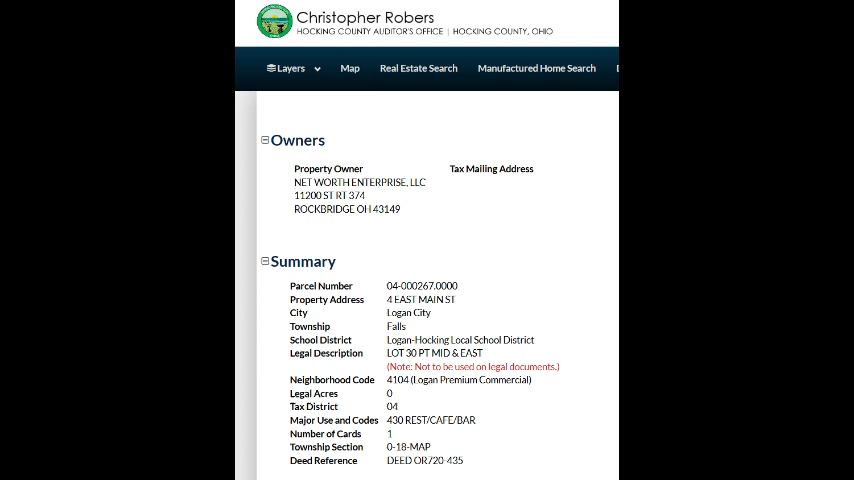 Christopher Robers
HOCKING COUNTY AUDITOR'S OFFICE | HOCKING COUNTY, OHIO
Layers Map Real Estate Search Manufactured Home Search
Owners
Property Owner Tax Mailing Address
NET WORTH ENTERPRISE, LLC
11200 ST RT 374
ROCKBRIDGE OH 43149
Summary
Parcel Number 04-000267.0000
Property Address 4 EAST MAIN ST
City Logan City
Township Falls
School District Logan-Hocking Local School District
Legal Description LOT 30 PT MID & EAST
(Note: Not to be used on legal documents.)
Neighborhood Code 4104 (Logan Premium Commercial)
Legal Acres 0
Tax District 04
Major Use and Codes 430 REST/CAFE/BAR
Number of Cards 1
Township Section 0-18-MAP
Deed Reference DEED OR720-435